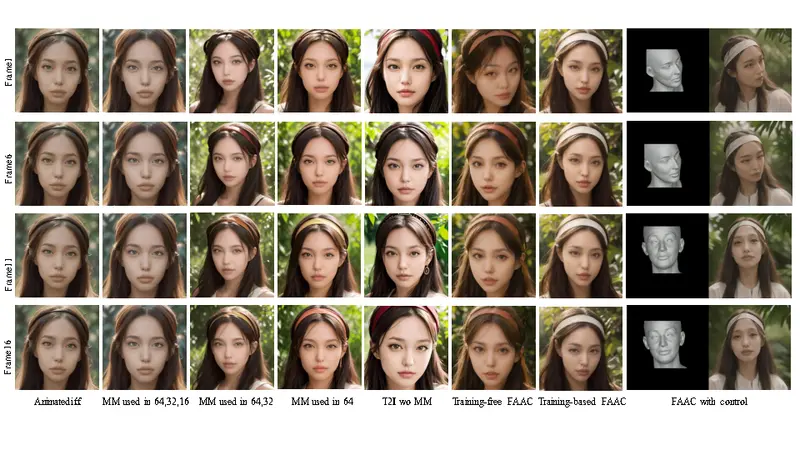 Frame1
Frame6
Frame11
Frame16
Animatediff MM used in 64,32,16 MM used in 64,32 MM used in 64 T2I wo MM Training-free FAAC Training-based FAAC FAAC with control